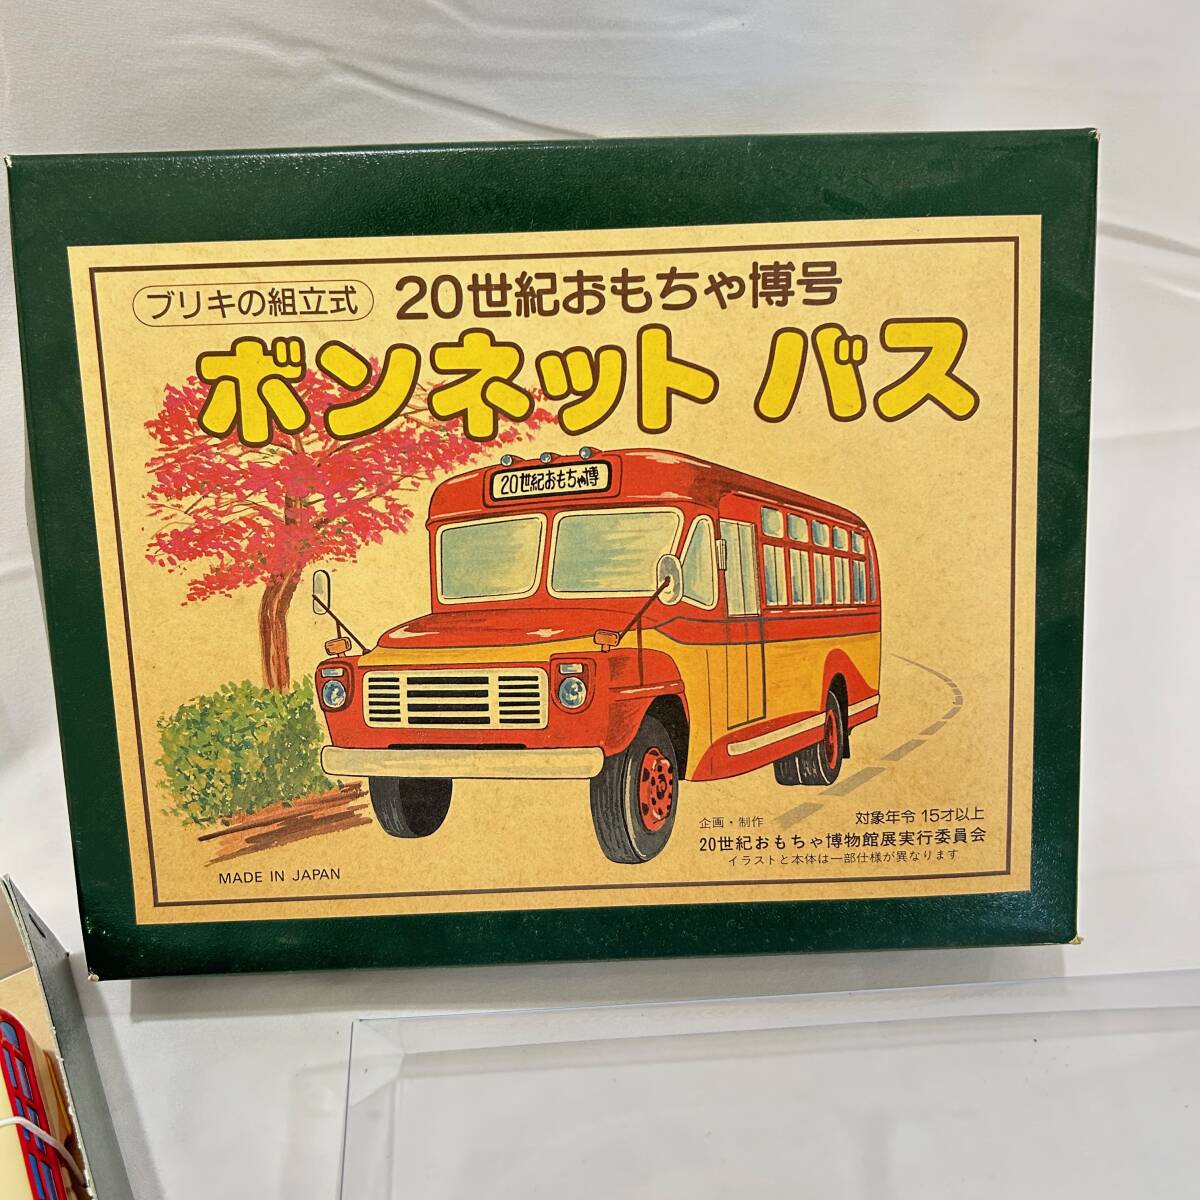 ブリキの組立式
20世紀おもちゃ博号
ボンネット バス
20世紀おもちゃ博
企画・制作
対象年令 15才以上
20世紀おもちゃ博物館展実行委員会
イラストと本体は一部仕様が異なります
MADE IN JAPAN